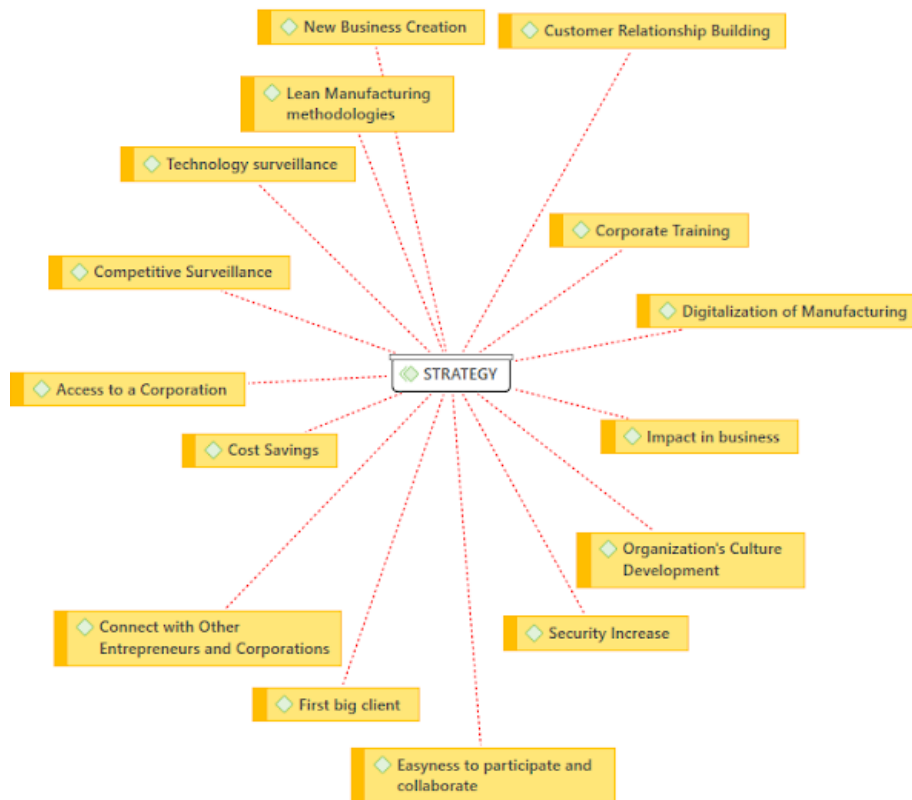 New Business Creation
Customer Relationship Building
Lean Manufacturing
methodologies
Technology surveillance
Corporate Training
Competitive Surveillance
Digitalization of Manufacturing
STRATEGY
Access to a Corporation
Impact in business
Cost Savings
Organization's Culture
Development
Connect with Other
Entrepreneurs and Corporations
Security Increase
First big client
Easyness to participate and
collaborate